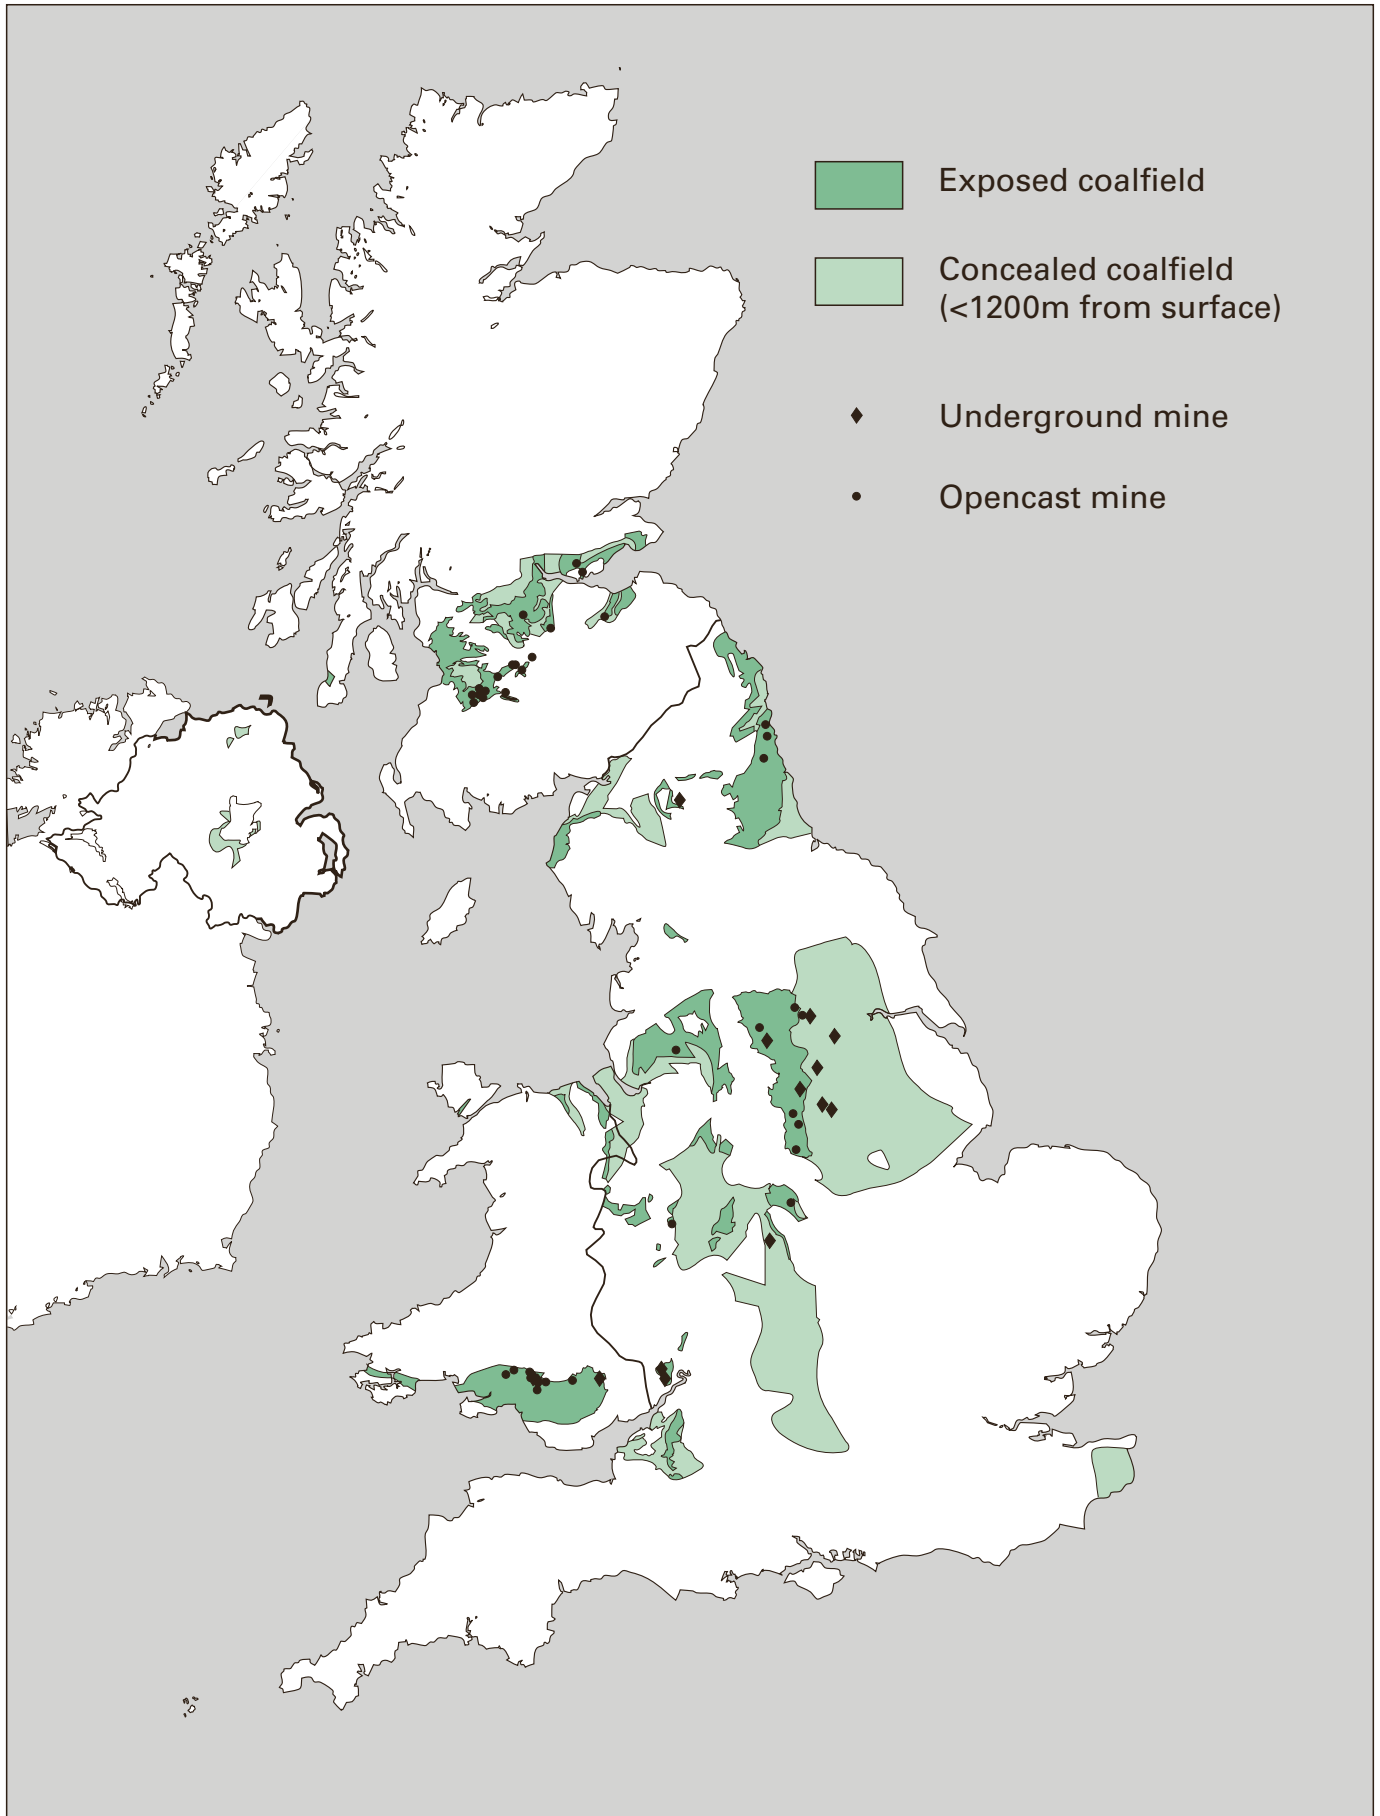 Exposed coalfield
Concealed coalfield
(<1200m from surface)
Underground mine
Opencast mine